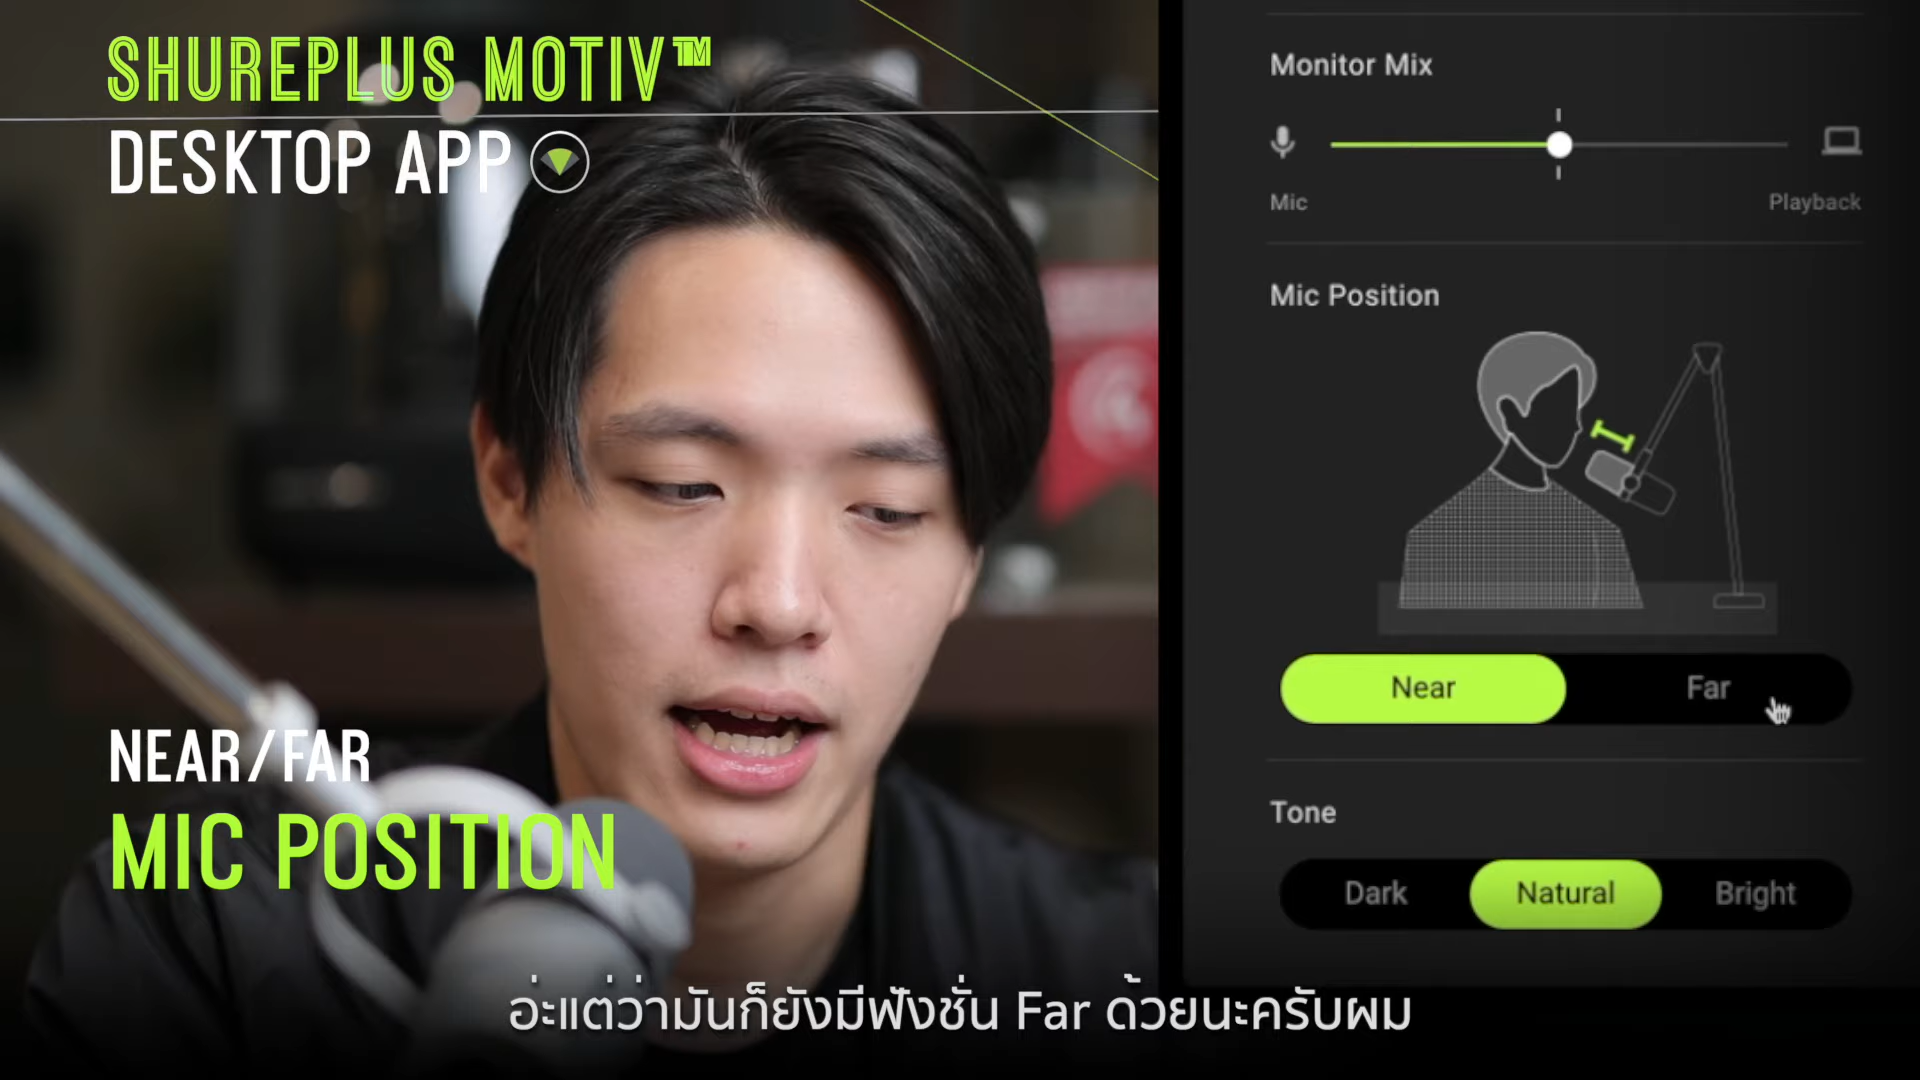 SHUREPLUS MOTIV™
DESKTOP APP
NEAR/FAR
MIC POSITION
Monitor Mix
Mic
Playback
Mic Position
Near
Far
Tone
Dark
Natural
Bright
อ่ะแต่ว่ามันก็ยังมีฟังชั่น Far ด้วยนะครับผม